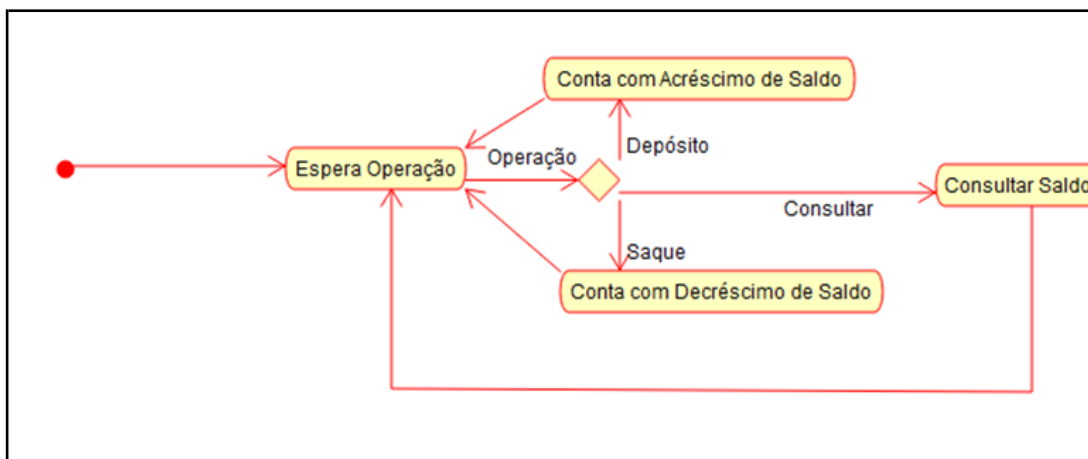 Conta com Acréscimo de Saldo
Depósito
Operação
Espera Operação
Consultar Saldo
Consultar
Saque
Conta com Decréscimo de Saldo